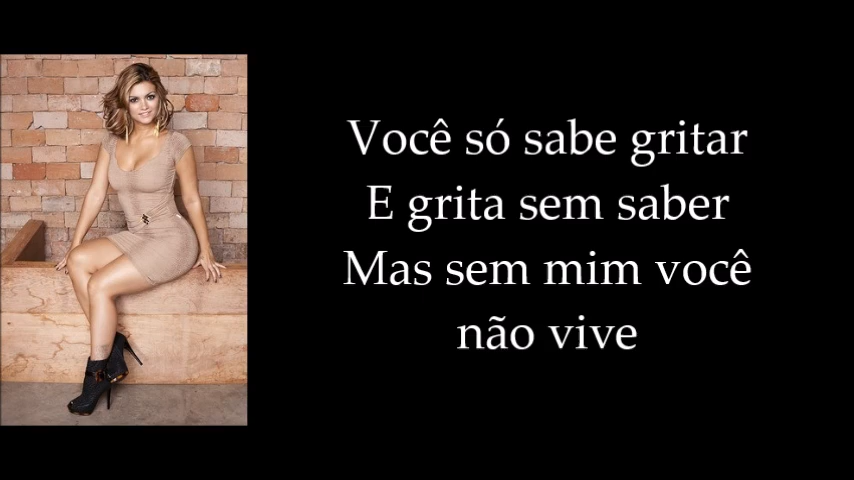 Você só sabe gritar
E grita sem saber
Mas sem mim você
não vive